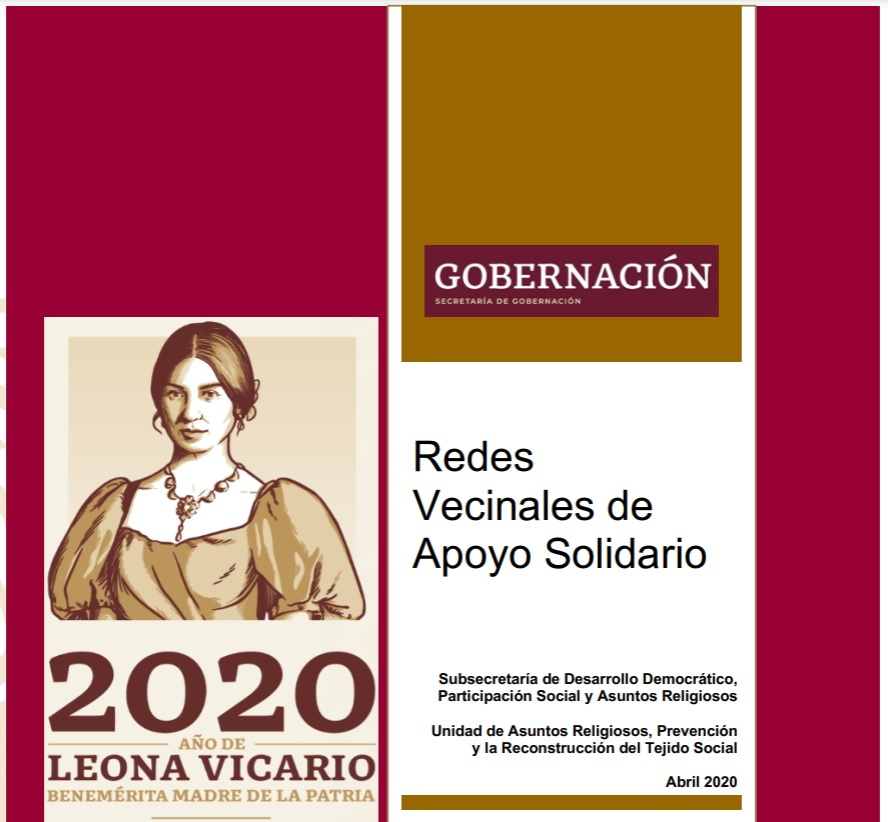 GOBERNACIÓN
SECRETARÍA DE GOBERNACIÓN
Redes
Vecinales de
Apoyo Solidario
Subsecretaría de Desarrollo Democrático,
Participación Social y Asuntos Religiosos
Unidad de Asuntos Religiosos, Prevención
y la Reconstrucción del Tejido Social
Abril 2020
2020
AÑO DE
LEONA VICARIO
BENEMÉRITA MADRE DE LA PATRIA